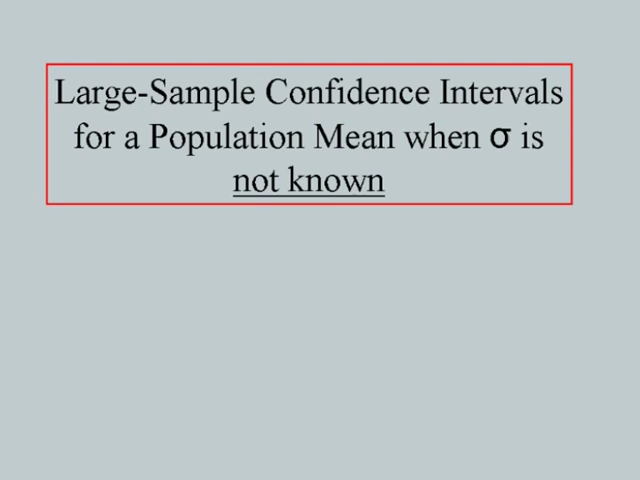 Large-Sample Confidence Intervals
for a Population Mean when σ is
not known